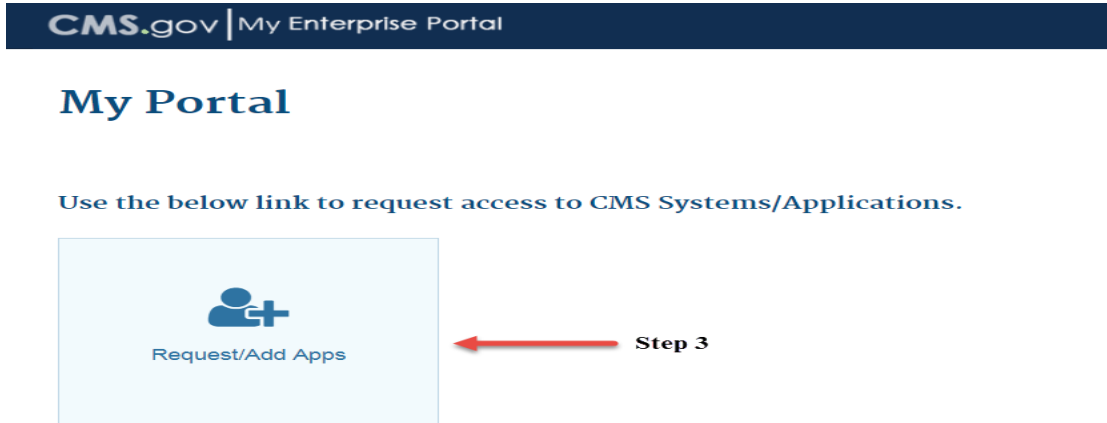 CMS.gov | My Enterprise Portal
My Portal
Use the below link to request access to CMS Systems/Applications.
Request/Add Apps
Step 3